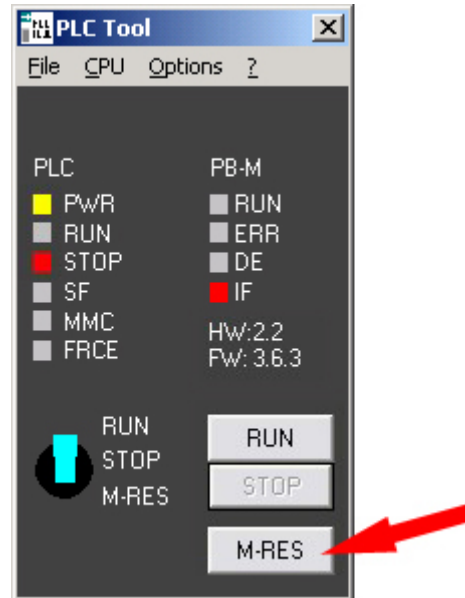 PLC Tool
File CPU Options ?
PLC
PWR
RUN
STOP
SF
MMC
FRCE
PB-M
RUN
ERR
DE
IF
HW:2.2
FW: 3.6.3
RUN
STOP
M-RES
RUN
STOP
M-RES